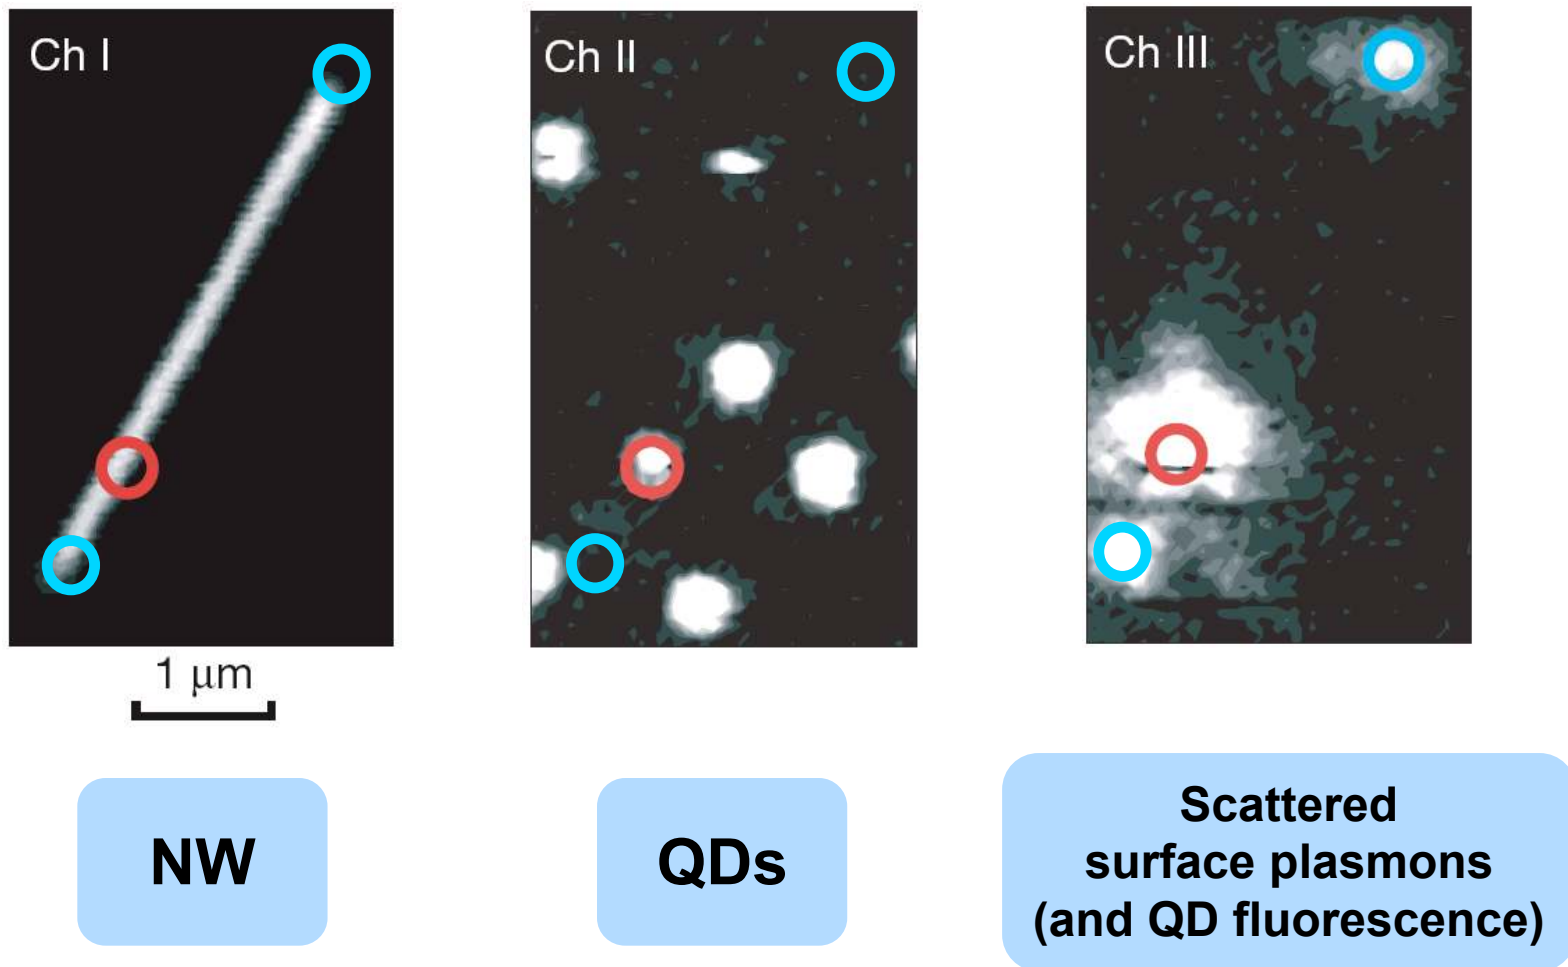 Ch I
Ch II
Ch III
1 μm
NW
QDs
Scattered
surface plasmons
(and QD fluorescence)